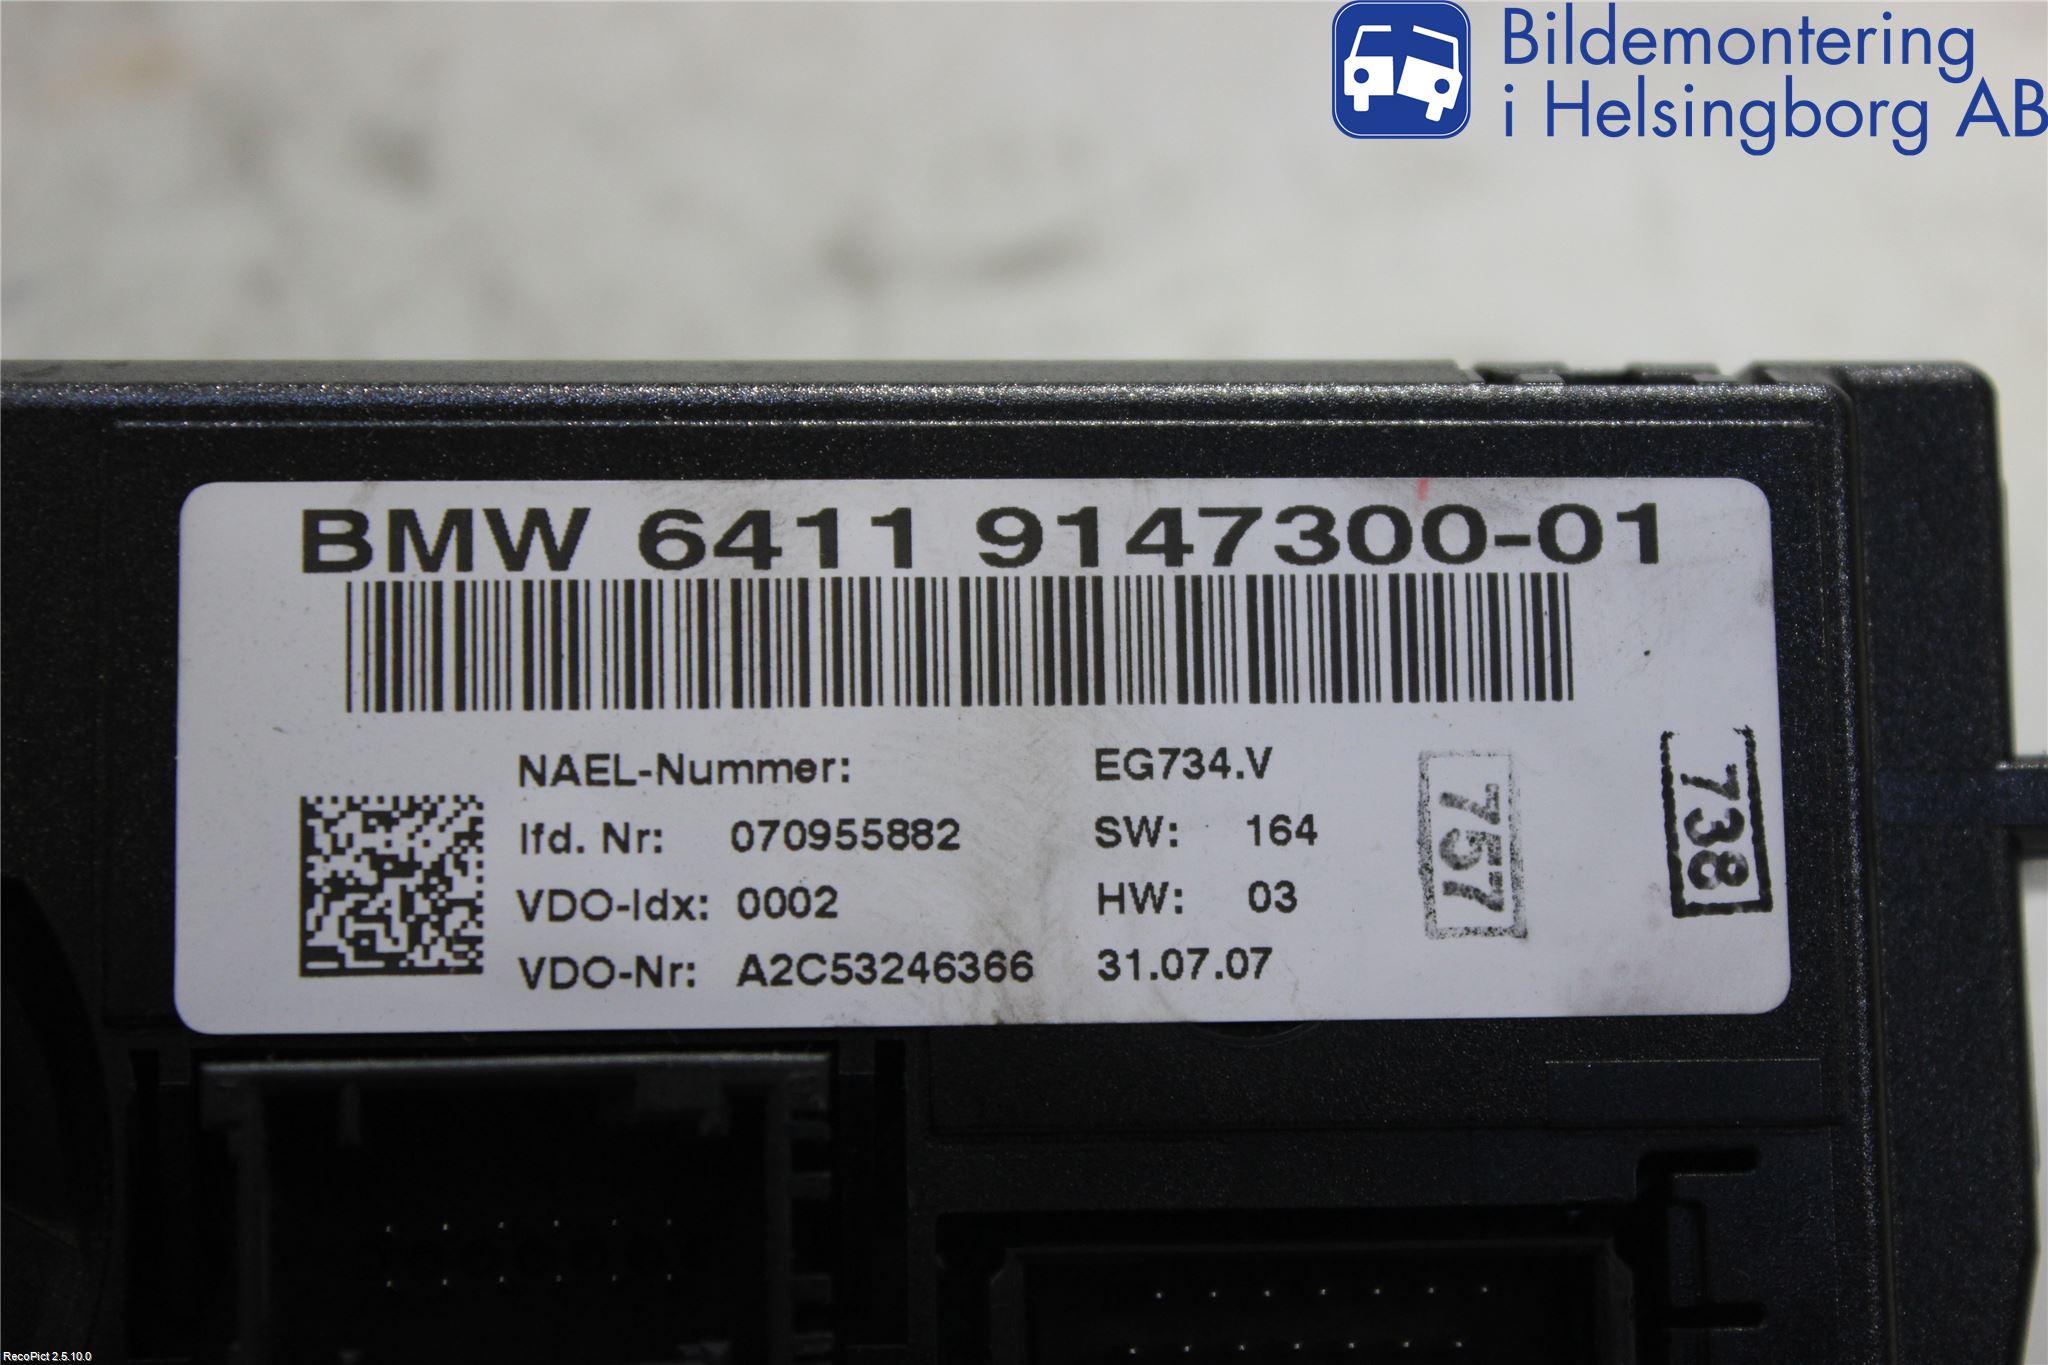 Bildemontering
i Helsingborg AB
BMW 6411 9147300-01
NAEL-Nummer: EG734.V
lfd. Nr: 070955882 SW: 164
VDO-Idx: 0002 HW: 03
VDO-Nr: A2C53246366 31.07.07
757
738
RecoPict 2.5.10.0